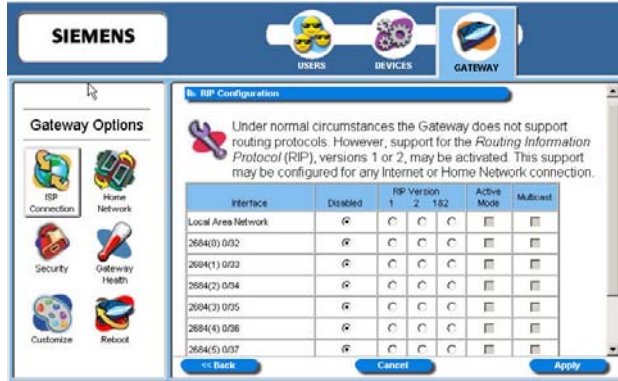 SIEMENS
USERS
DEVICES
GATEWAY
Gateway Options
ISP Connection
Home Network
Security
Gateway Health
Customize
Reboot
RIP Configuration
Under normal circumstances the Gateway does not support
routing protocols. However, support for the Routing Information
Protocol (RIP), versions 1 or 2, may be activated. This support
may be configured for any Internet or Home Network connection.
Interface Disabled RIP Version 1 2 1&2 Active Mode Multicast
Local Area Network
2684(0) 0/32
2684(1) 0/33
2684(2) 0/34
2684(3) 0/35
2684(4) 0/36
2684(5) 0/37
<< Back Cancel Apply